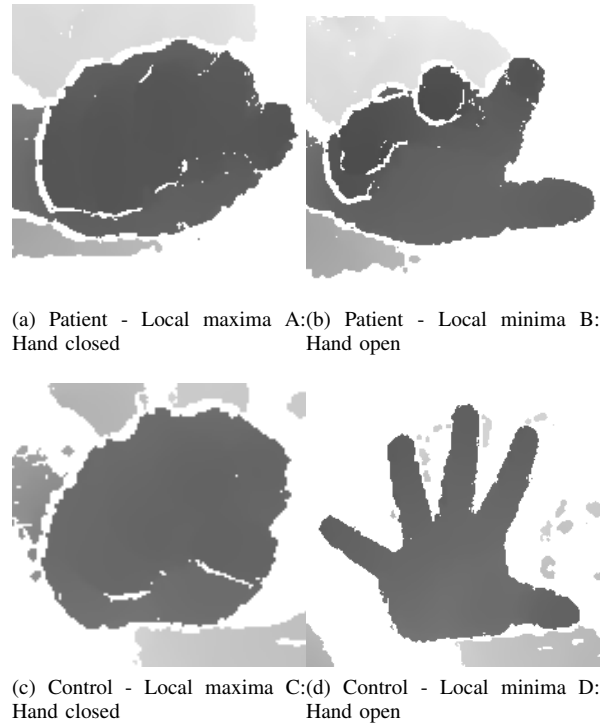 (a) Patient - Local maxima A:
Hand closed
(b) Patient - Local minima B:
Hand open
(c) Control - Local maxima C:
Hand closed
(d) Control - Local minima D:
Hand open